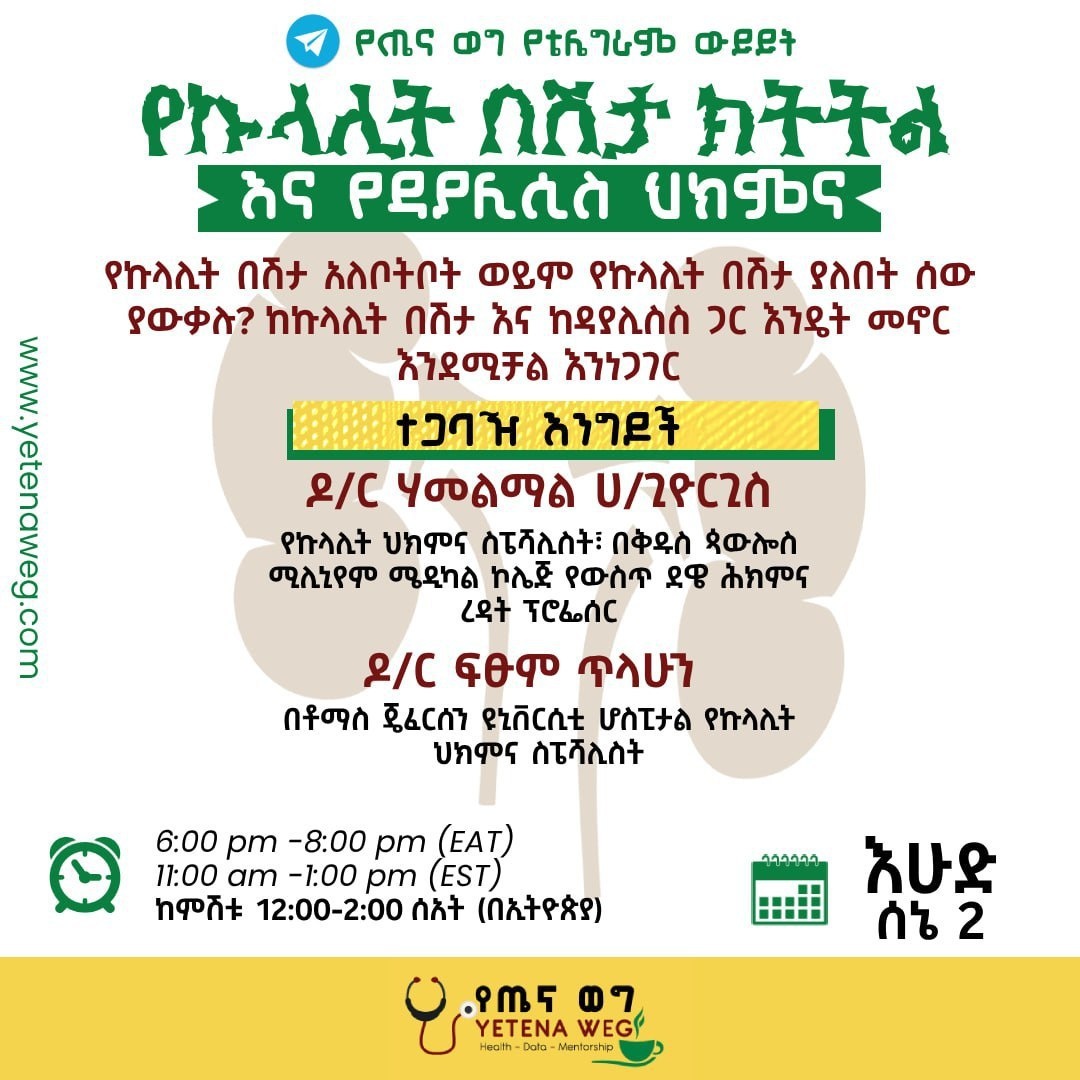 የጤና ወግ የቴሌግራም ውይይት
የኩላሊት በሽታ ክትትል
እና የዳያሊሲስ ህክምና
የኩላሊት በሽታ አለቦትቦት ወይም የኩላሊት በሽታ ያለበት ሰው
ያውቃሉ? ከኩላሊት በሽታ እና ከዳያሊስስ ጋር እንዴት መኖር
እንደሚቻል እንነጋገር
www.yetenaweg.com
ተጋባዥ እንግዶች
ዶ/ር ሃመልማል ሀ/ጊዮርጊስ
የኩላሊት ህክምና ስፔሻሊስት፣ በቅዱስ ጳውሎስ
ሚሊኒየም ሜዲካል ኮሌጅ የውስጥ ደዌ ሕክምና
ረዳት ፕሮፌሰር
ዶ/ር ፍፁም ጥላሁን
በቶማስ ጄፈርሰን ዩኒቨርሲቲ ሆስፒታል የኩላሊት
ህክምና ስፔሻሊስት
6:00 pm -8:00 pm (EAT)
11:00 am -1:00 pm (EST)
ከምሽቱ 12:00-2:00 ሰአት (በኢትዮጵያ)
እሁድ
ሰኔ 2
የጤና ወግ
YETENA WEG
Health - Data - Mentorship